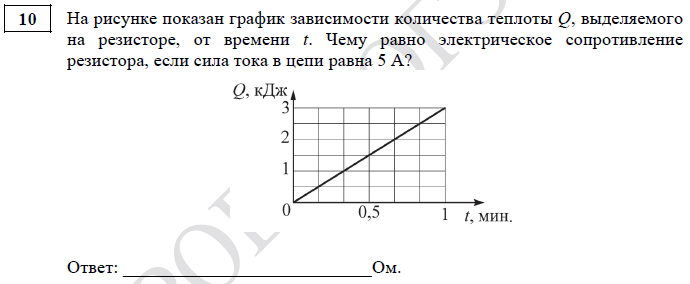 10
На рисунке показан график зависимости количества теплоты Q, выделяемого
на резисторе, от времени t. Чему равно электрическое сопротивление
резистора, если сила тока в цепи равна 5 А?
Q, кДж
3
2
1
0
0,5
1
t, мин.
Ответ: ____________________________Ом.